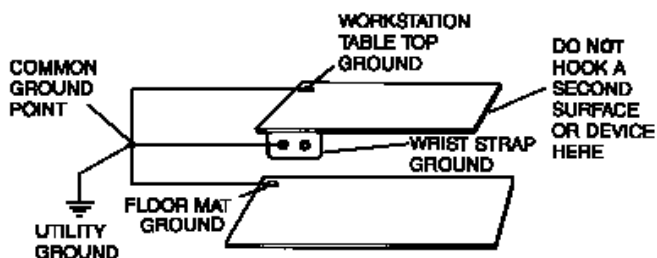 WORKSTATION
TABLE TOP
GROUND
COMMON
GROUND
POINT
DO NOT
HOOK A
SECOND
SURFACE
OR DEVICE
HERE
WRIST STRAP
GROUND
FLOOR MAT
GROUND
UTILITY
GROUND